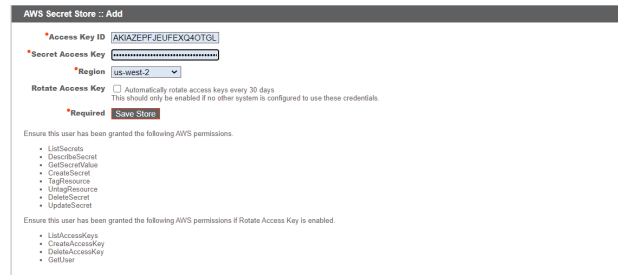 AWS Secret Store :: Add
*Access Key ID AKIAZEPFJEUFEXQ4OTGL
*Secret Access Key ••••••••••••••••••••••••••••••••••••••••
*Region us-west-2
Rotate Access Key Automatically rotate access keys every 30 days
This should only be enabled if no other system is configured to use these credentials.
*Required Save Store
Ensure this user has been granted the following AWS permissions.
• ListSecrets
• DescribeSecret
• GetSecretValue
• CreateSecret
• TagResource
• UntagResource
• DeleteSecret
• UpdateSecret
Ensure this user has been granted the following AWS permissions if Rotate Access Key is enabled.
• ListAccessKeys
• CreateAccessKey
• DeleteAccessKey
• GetUser